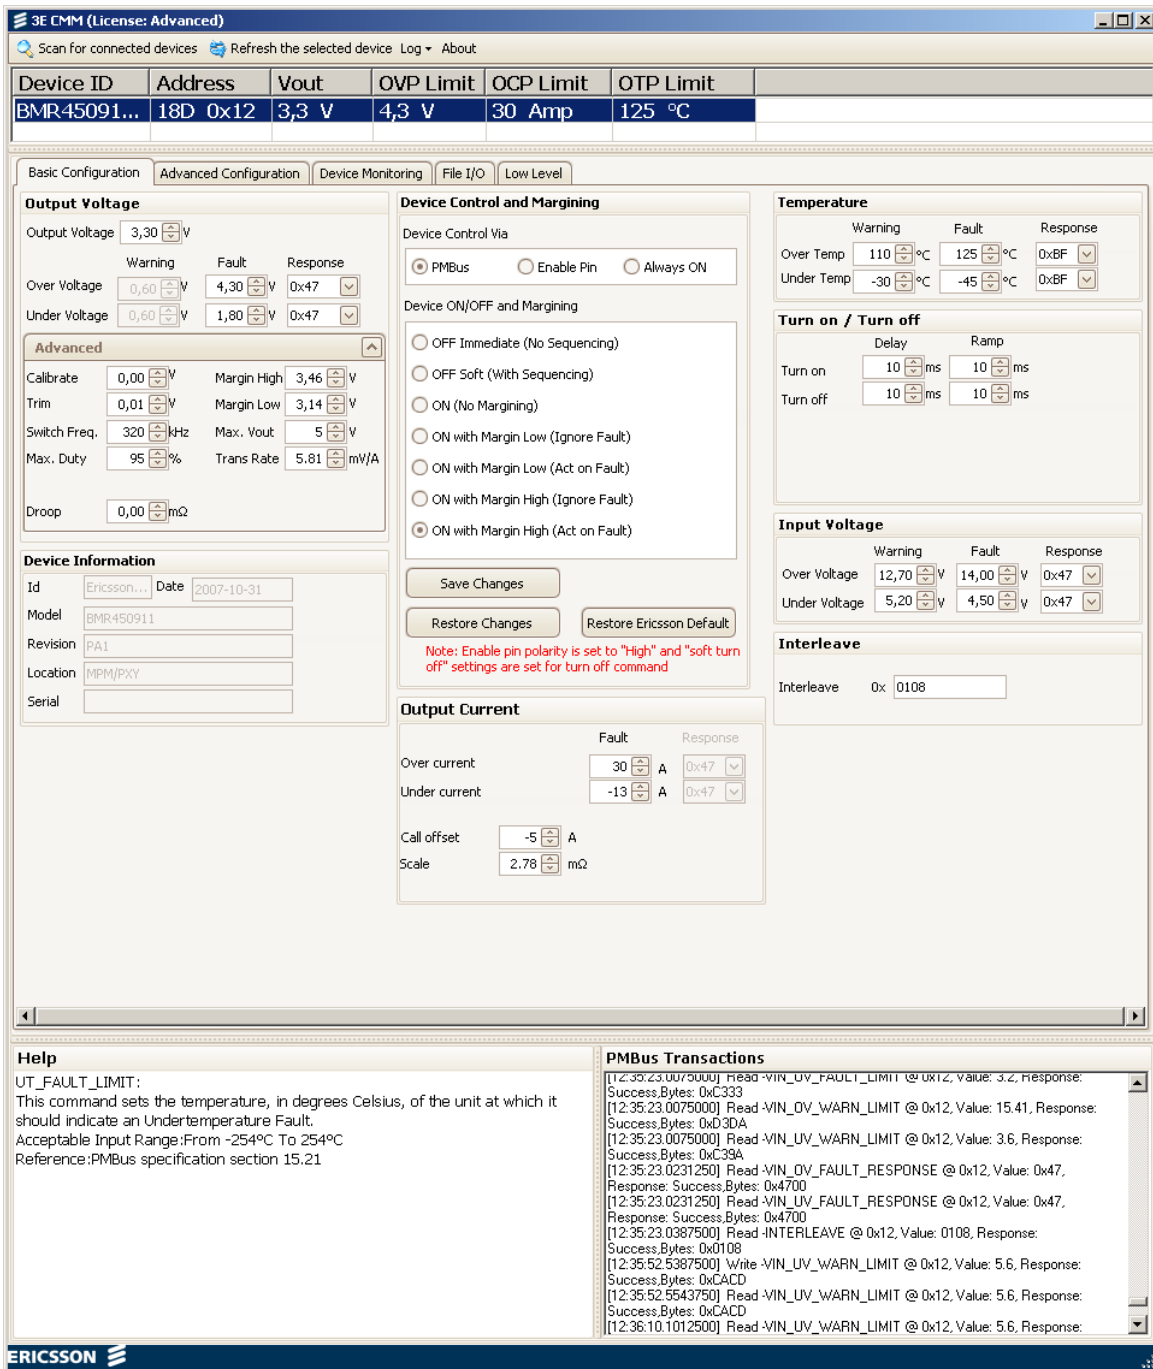 3E CMM (License: Advanced)
Scan for connected devices Refresh the selected device Log About
Device ID Address Vout OVP Limit OCP Limit OTP Limit
BMR45091... 18D 0x12 3,3 V 4,3 V 30 Amp 125 ºC
Basic Configuration Advanced Configuration Device Monitoring File I/O Low Level
Output Voltage
Output Voltage 3,30 V
Warning Fault Response
Over Voltage 0,60 V 4,30 V 0x47
Under Voltage 0,60 V 1,80 V 0x47
Advanced
Calibrate 0,00 V Margin High 3,46 V
Trim 0,01 V Margin Low 3,14 V
Switch Freq. 320 kHz Max. Vout 5 V
Max. Duty 95 % Trans Rate 5.81 mV/A
Droop 0,00 mΩ
Device Information
Id Ericsson... Date 2007-10-31
Model BMR450911
Revision PA1
Location MPM/PXY
Serial
Device Control and Margining
Device Control Via
PMBus Enable Pin Always ON
Device ON/OFF and Margining
OFF Immediate (No Sequencing)
OFF Soft (With Sequencing)
ON (No Margining)
ON with Margin Low (Ignore Fault)
ON with Margin Low (Act on Fault)
ON with Margin High (Ignore Fault)
ON with Margin High (Act on Fault)
Save Changes
Restore Changes Restore Ericsson Default
Note: Enable pin polarity is set to "High" and "soft turn
off" settings are set for turn off command
Output Current
Fault Response
Over current 30 A 0x47
Under current -13 A 0x47
Call offset -5 A
Scale 2.78 mΩ
Temperature
Warning Fault Response
Over Temp 110 ºC 125 ºC 0xBF
Under Temp -30 ºC -45 ºC 0xBF
Turn on / Turn off
Delay Ramp
Turn on 10 ms 10 ms
Turn off 10 ms 10 ms
Input Voltage
Warning Fault Response
Over Voltage 12,70 V 14,00 V 0x47
Under Voltage 5,20 V 4,50 V 0x47
Interleave
Interleave 0x 0108
Help
UT_FAULT_LIMIT:
This command sets the temperature, in degrees Celsius, of the unit at which it
should indicate an Undertemperature Fault.
Acceptable Input Range:From -254ºC To 254ºC
Reference:PMBus specification section 15.21
PMBus Transactions
[12:35:23.0075000] Read -VIN_UV_FAULT_LIMIT @ 0x12, Value: 3.2, Response:
Success,Bytes: 0xC333
[12:35:23.0075000] Read -VIN_OV_WARN_LIMIT @ 0x12, Value: 15.41, Response:
Success,Bytes: 0xD3DA
[12:35:23.0075000] Read -VIN_UV_WARN_LIMIT @ 0x12, Value: 3.6, Response:
Success,Bytes: 0xC39A
[12:35:23.0231250] Read -VIN_OV_FAULT_RESPONSE @ 0x12, Value: 0x47,
Response: Success,Bytes: 0x4700
[12:35:23.0231250] Read -VIN_UV_FAULT_RESPONSE @ 0x12, Value: 0x47,
Response: Success,Bytes: 0x4700
[12:35:23.0387500] Read -INTERLEAVE @ 0x12, Value: 0108, Response:
Success,Bytes: 0x0108
[12:35:52.5387500] Write -VIN_UV_WARN_LIMIT @ 0x12, Value: 5.6, Response:
Success,Bytes: 0xCACD
[12:35:52.5543750] Read -VIN_UV_WARN_LIMIT @ 0x12, Value: 5.6, Response:
Success,Bytes: 0xCACD
[12:36:10.1012500] Read -VIN_UV_WARN_LIMIT @ 0x12, Value: 5.6, Response:
ERICSSON